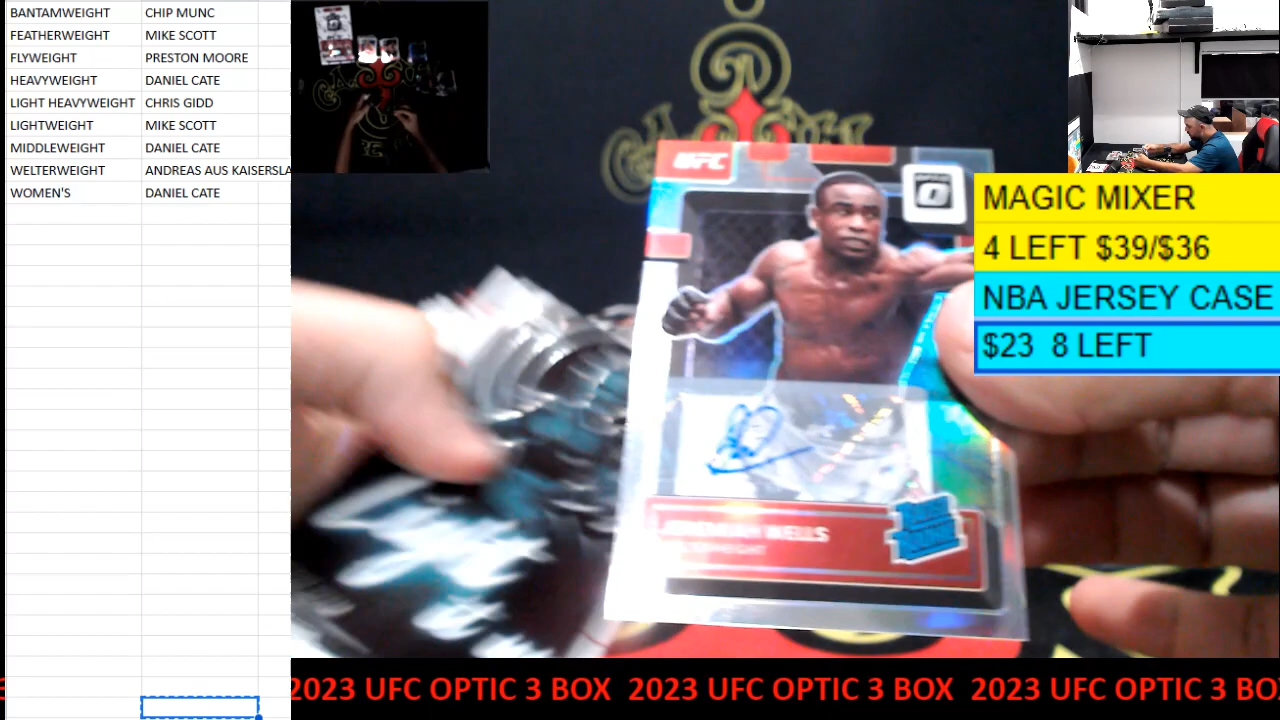 BANTAMWEIGHT CHIP MUNC
FEATHERWEIGHT MIKE SCOTT
FLYWEIGHT PRESTON MOORE
HEAVYWEIGHT DANIEL CATE
LIGHT HEAVYWEIGHT CHRIS GIDD
LIGHTWEIGHT MIKE SCOTT
MIDDLEWEIGHT DANIEL CATE
WELTERWEIGHT ANDREAS AUS KAISERSLA
WOMEN'S DANIEL CATE
UFC
MAGIC MIXER
4 LEFT $39/$36
NBA JERSEY CASE
$23 8 LEFT
WELLS
2023 UFC OPTIC 3 BOX 2023 UFC OPTIC 3 BOX 2023 UFC OPTIC 3 BO